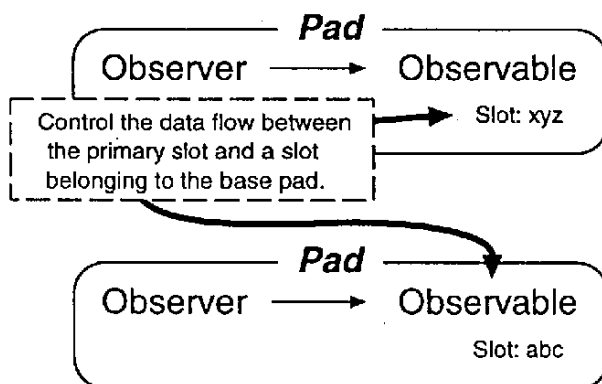 Pad
Observer Observable
Slot: xyz
Control the data flow between
the primary slot and a slot
belonging to the base pad.
Pad
Observer Observable
Slot: abc